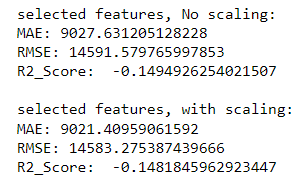 selected features, No scaling:
MAE: 9027.631205128228
RMSE: 14591.579765997853
R2_Score:  -0.1494926254021507
selected features, with scaling:
MAE: 9021.40959061592
RMSE: 14583.275387439666
R2_Score:  -0.1481845962923447